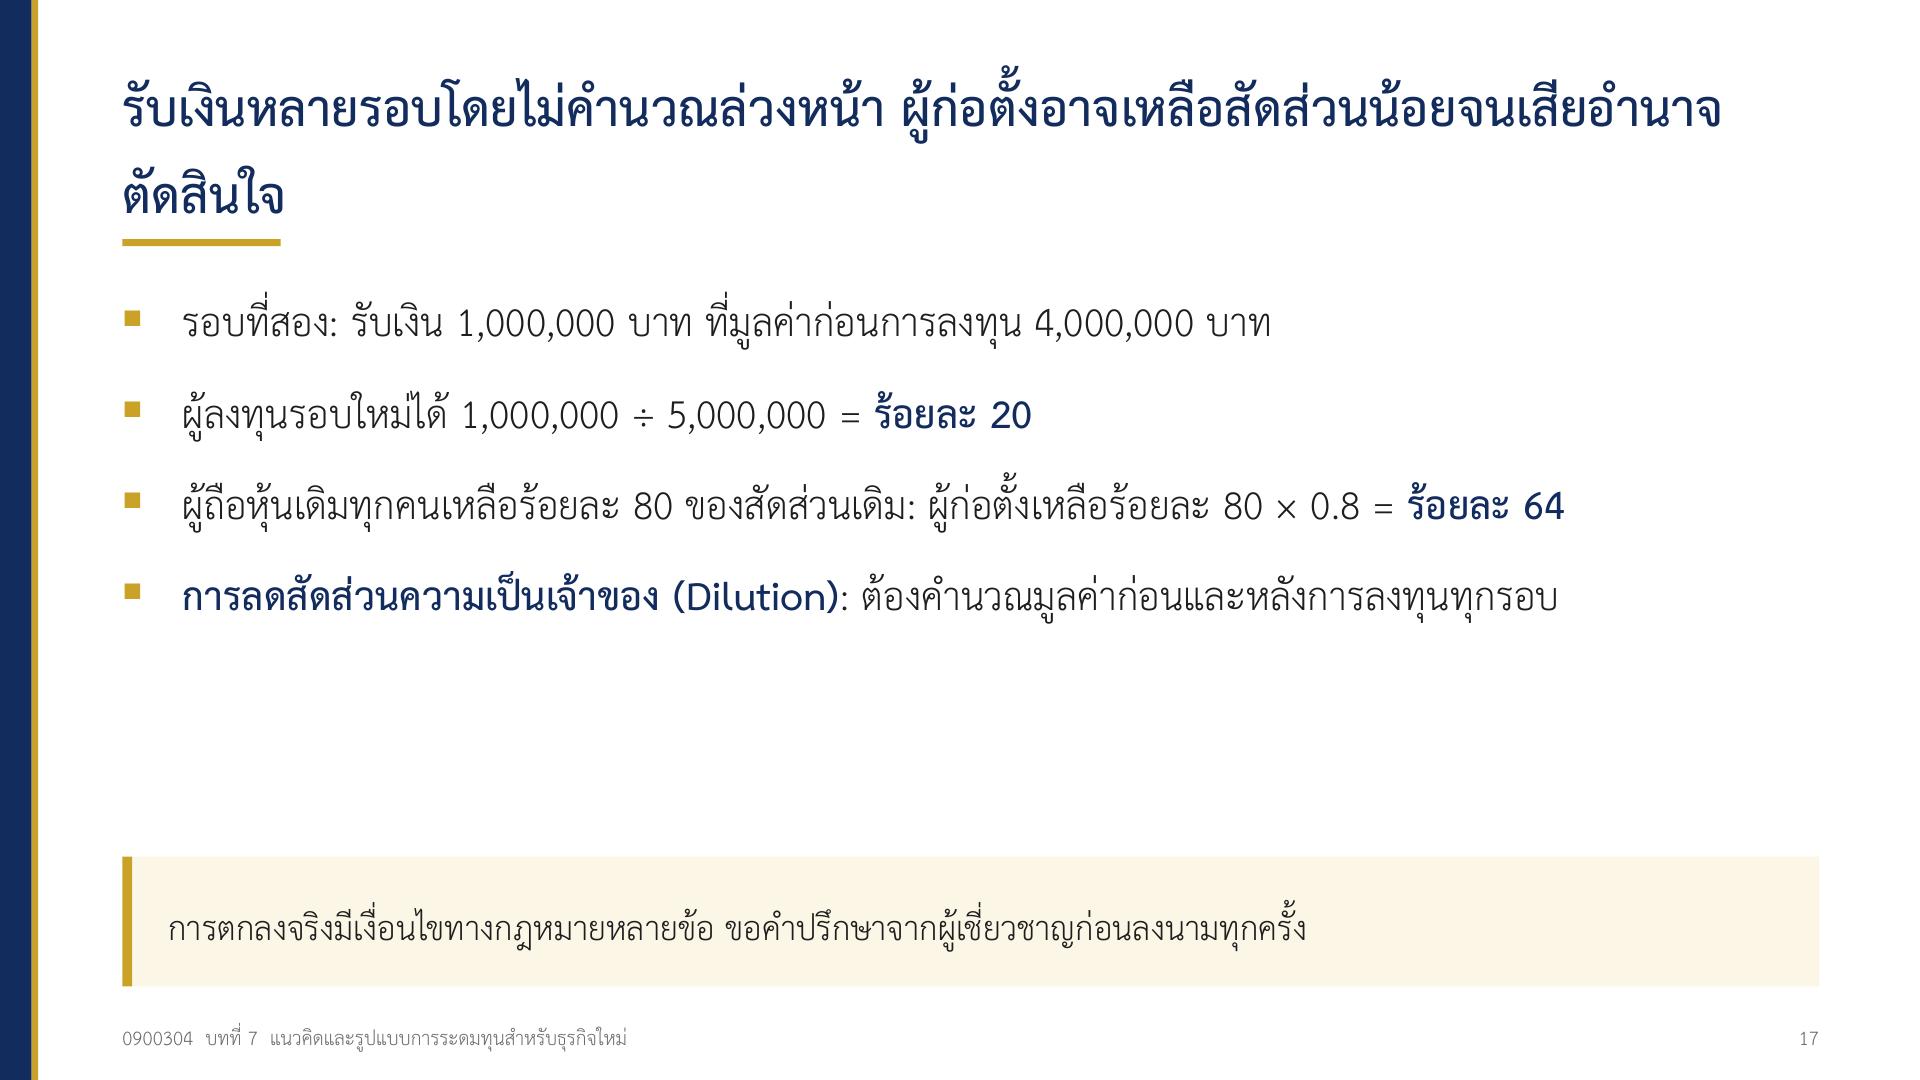 รับเงินหลายรอบโดยไม่คำนวณล่วงหน้า ผู้ก่อตั้งอาจเหลือสัดส่วนน้อยจนเสียอำนาจ
ตัดสินใจ
รอบที่สอง: รับเงิน 1,000,000 บาท ที่มูลค่าก่อนการลงทุน 4,000,000 บาท
ผู้ลงทุนรอบใหม่ได้ 1,000,000 ÷ 5,000,000 = ร้อยละ 20
ผู้ถือหุ้นเดิมทุกคนเหลือร้อยละ 80 ของสัดส่วนเดิม: ผู้ก่อตั้งเหลือร้อยละ 80 × 0.8 = ร้อยละ 64
การลดสัดส่วนความเป็นเจ้าของ (Dilution): ต้องคำนวณมูลค่าก่อนและหลังการลงทุนทุกรอบ
การตกลงจริงมีเงื่อนไขทางกฎหมายหลายข้อ ขอคำปรึกษาจากผู้เชี่ยวชาญก่อนลงนามทุกครั้ง
0900304 บทที่ 7 แนวคิดและรูปแบบการระดมทุนสำหรับธุรกิจใหม่
17